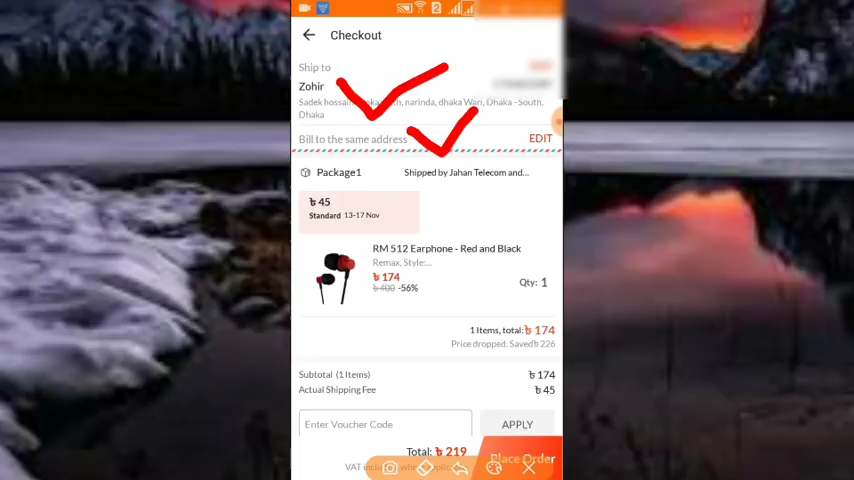 Checkout
Ship to
Zohir
Sadek hossain narinda, dhaka Wari, Dhaka - South,
Dhaka
Bill to the same address
EDIT
Package1
Shipped by Jahan Telecom and...
৳ 45
Standard 13-17 Nov
RM 512 Earphone - Red and Black
Remax, Style:...
৳ 174
৳ 400 -56%
Qty: 1
1 Items, total: ৳ 174
Price dropped. Saved ৳ 226
Subtotal (1 Items)
৳ 174
Actual Shipping Fee
৳ 45
Enter Voucher Code
APPLY
Total: ৳ 219
Place Order
VAT